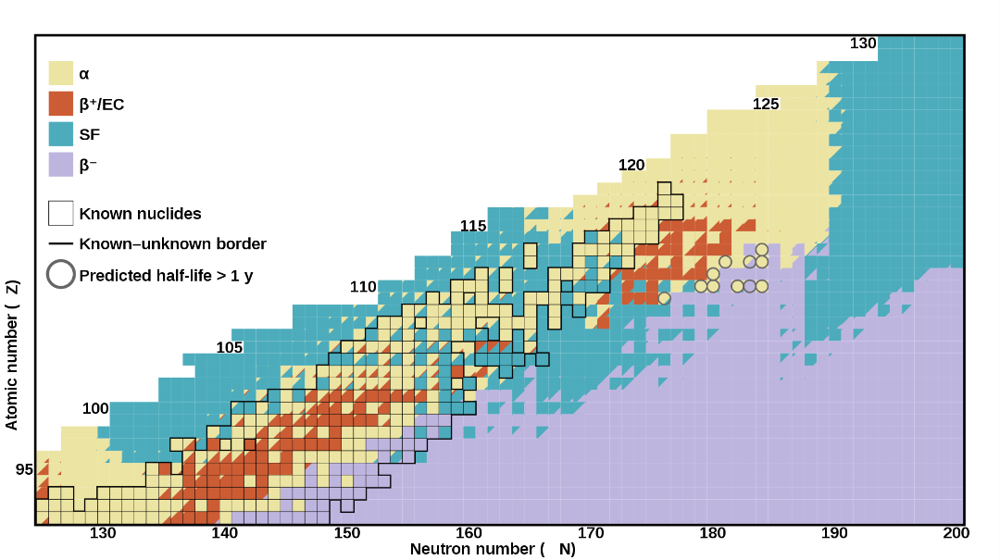 130
α
125
β⁺/EC
SF
β⁻
120
Known nuclides
115
Known–unknown border
Predicted half-life > 1 y
110
105
100
95
Atomic number ( Z)
130 140 150 160 170 180 190 200
Neutron number ( N)